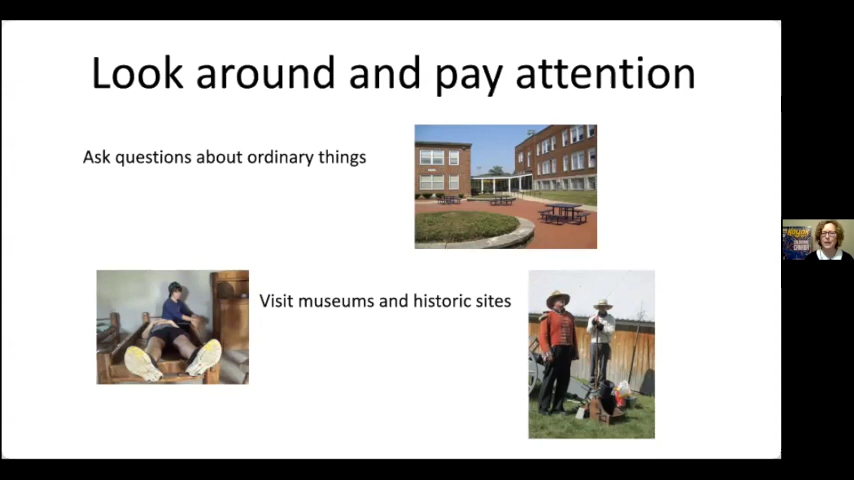 Look around and pay attention
Ask questions about ordinary things
Visit museums and historic sites